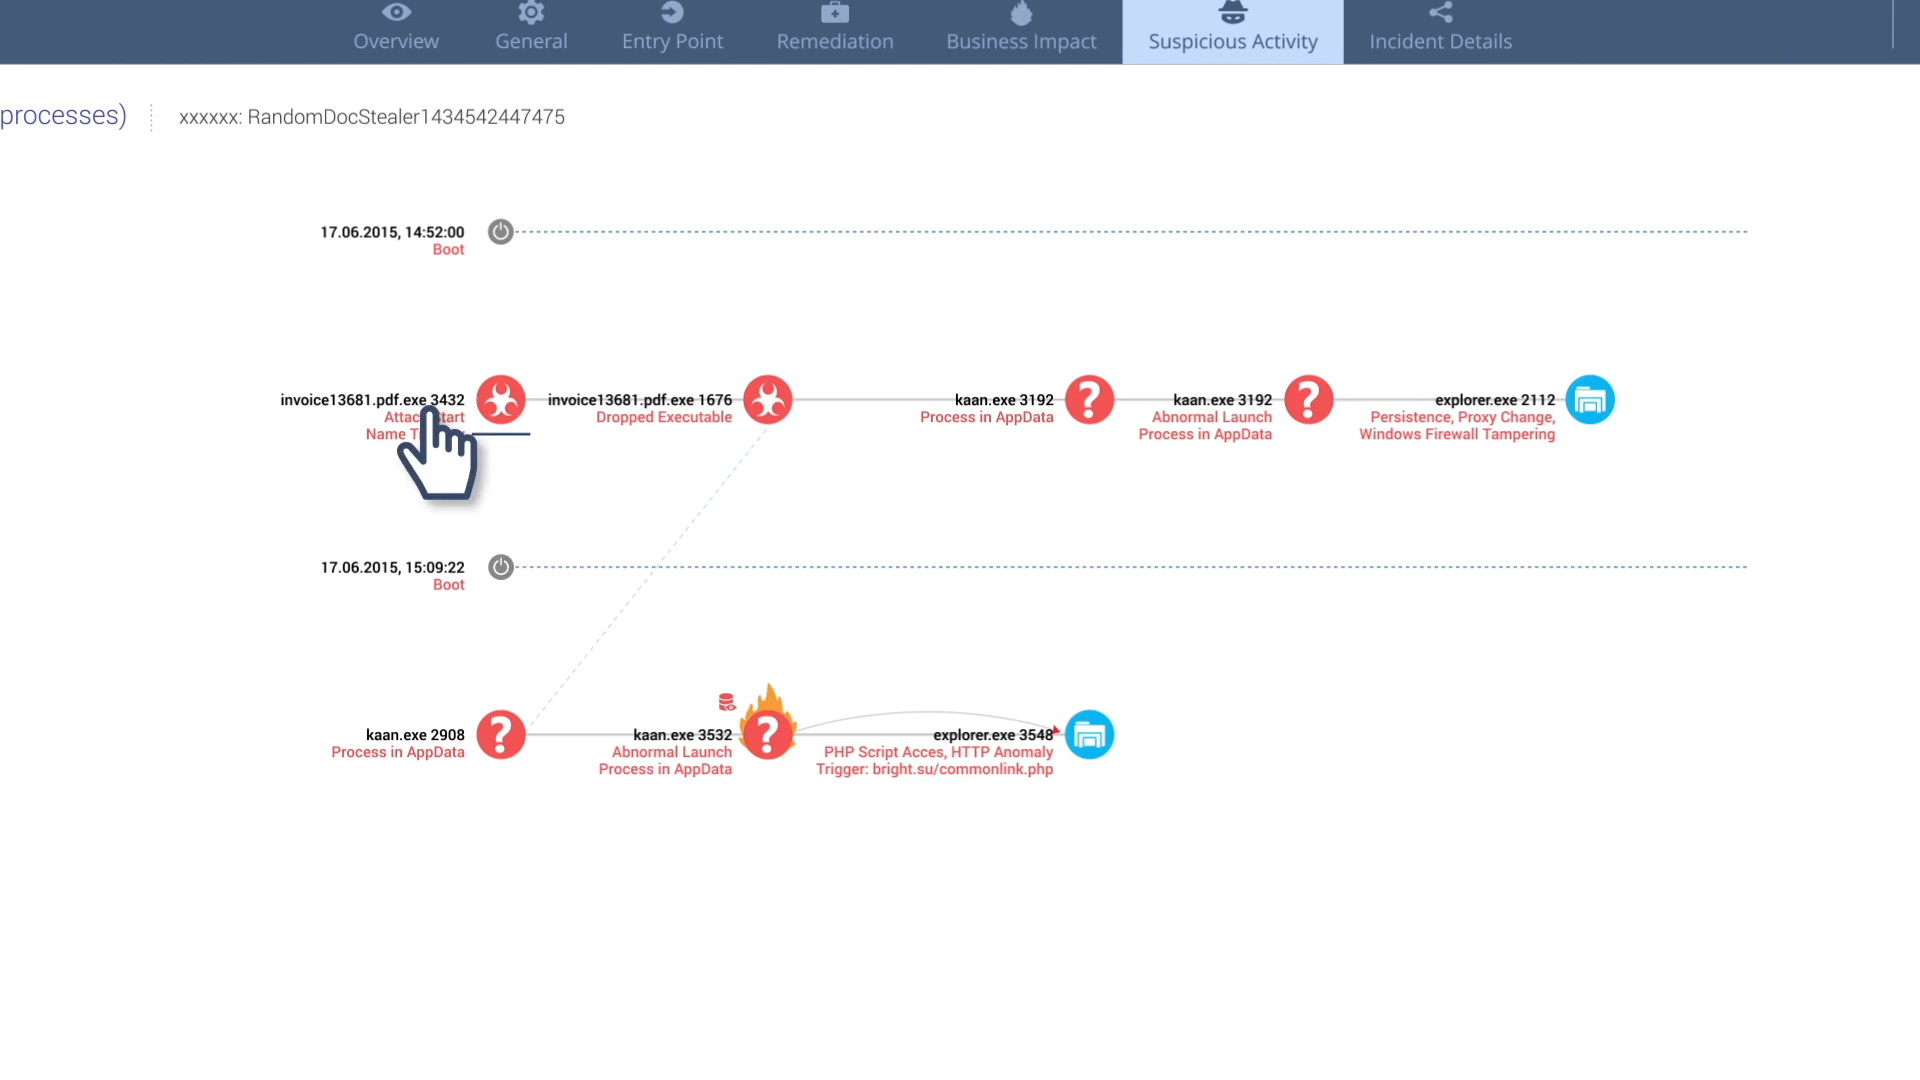 Overview
General
Entry Point
Remediation
Business Impact
Suspicious Activity
Incident Details
processes)
xxxxxx: RandomDocStealer1434542447475
17.06.2015, 14:52:00
Boot
invoice13681.pdf.exe 3432
Attack Start
Name
invoice13681.pdf.exe 1676
Dropped Executable
kaan.exe 3192
Process in AppData
kaan.exe 3192
Abnormal Launch
Process in AppData
explorer.exe 2112
Persistence, Proxy Change,
Windows Firewall Tampering
17.06.2015, 15:09:22
Boot
kaan.exe 2908
Process in AppData
kaan.exe 3532
Abnormal Launch
Process in AppData
explorer.exe 3548
PHP Script Acces, HTTP Anomaly
Trigger: bright.su/commonlink.php